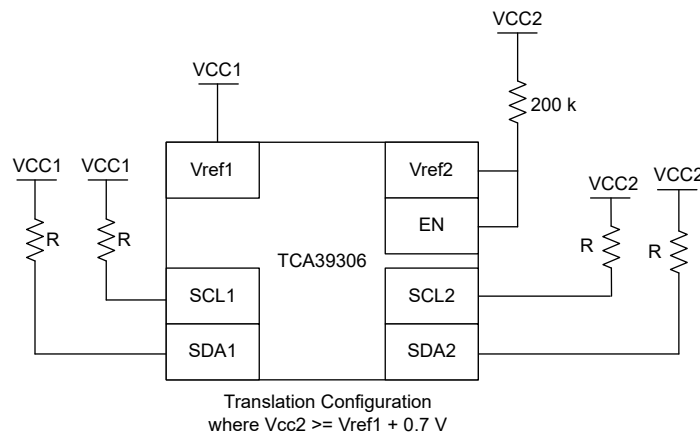 VCC2
VCC1
200 k
VCC1 VCC1
Vref1
Vref2
VCC2
VCC2
EN
R
R
R
R
TCA39306
SCL1
SCL2
SDA1
SDA2
Translation Configuration
where Vcc2 >= Vref1 + 0.7 V